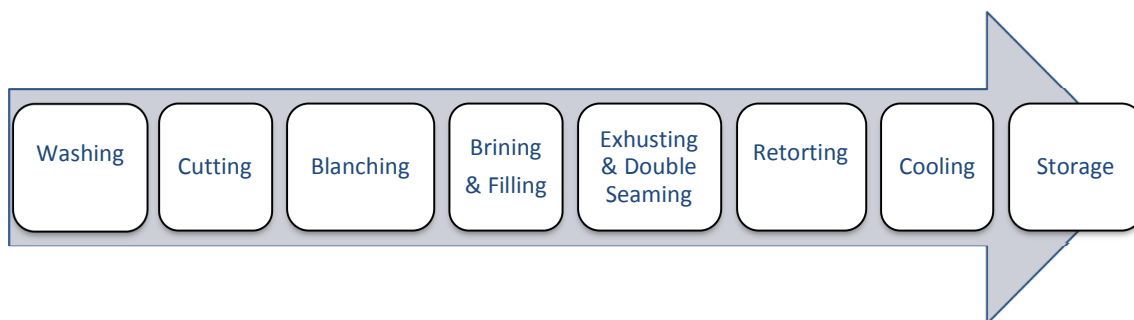 Washing
Cutting
Blanching
Brining
& Filling
Exhusting
& Double
Seaming
Retorting
Cooling
Storage